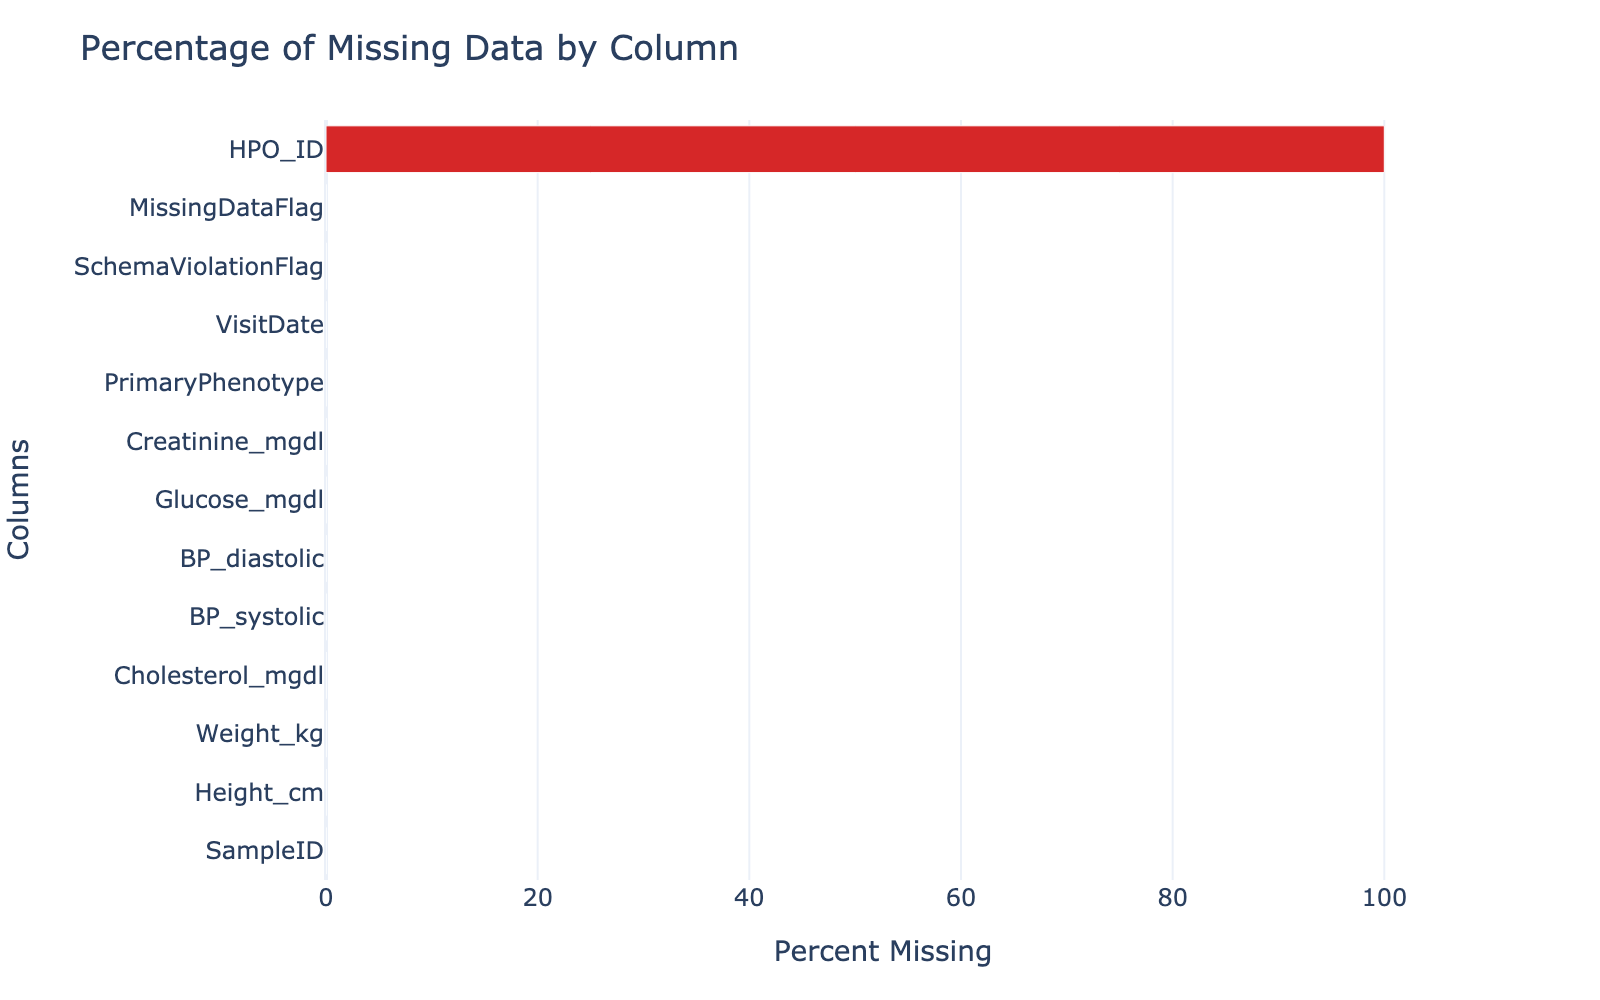 Percentage of Missing Data by Column
HPO_ID
MissingDataFlag
SchemaViolationFlag
VisitDate
PrimaryPhenotype
Creatinine_mgdl
Glucose_mgdl
BP_diastolic
BP_systolic
Cholesterol_mgdl
Weight_kg
Height_cm
SampleID
Columns
0 20 40 60 80 100
Percent Missing